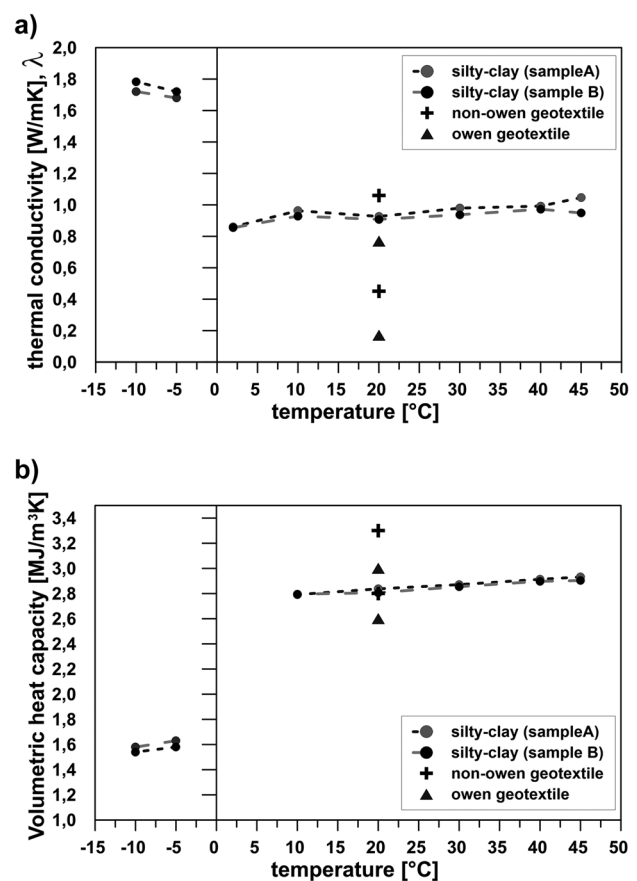 a)
thermal conductivity [W/mK], λ
2,0
1,8
1,6
1,4
1,2
1,0
0,8
0,6
0,4
0,2
0,0
silty-clay (sampleA)
silty-clay (sample B)
non-owen geotextile
owen geotextile
-15 -10 -5 0 5 10 15 20 25 30 35 40 45 50
temperature [°C]
b)
Volumetric heat capacity [MJ/m³K]
3,4
3,2
3,0
2,8
2,6
2,4
2,2
2,0
1,8
1,6
1,4
1,2
1,0
silty-clay (sampleA)
silty-clay (sample B)
non-owen geotextile
owen geotextile
-15 -10 -5 0 5 10 15 20 25 30 35 40 45 50
temperature [°C]